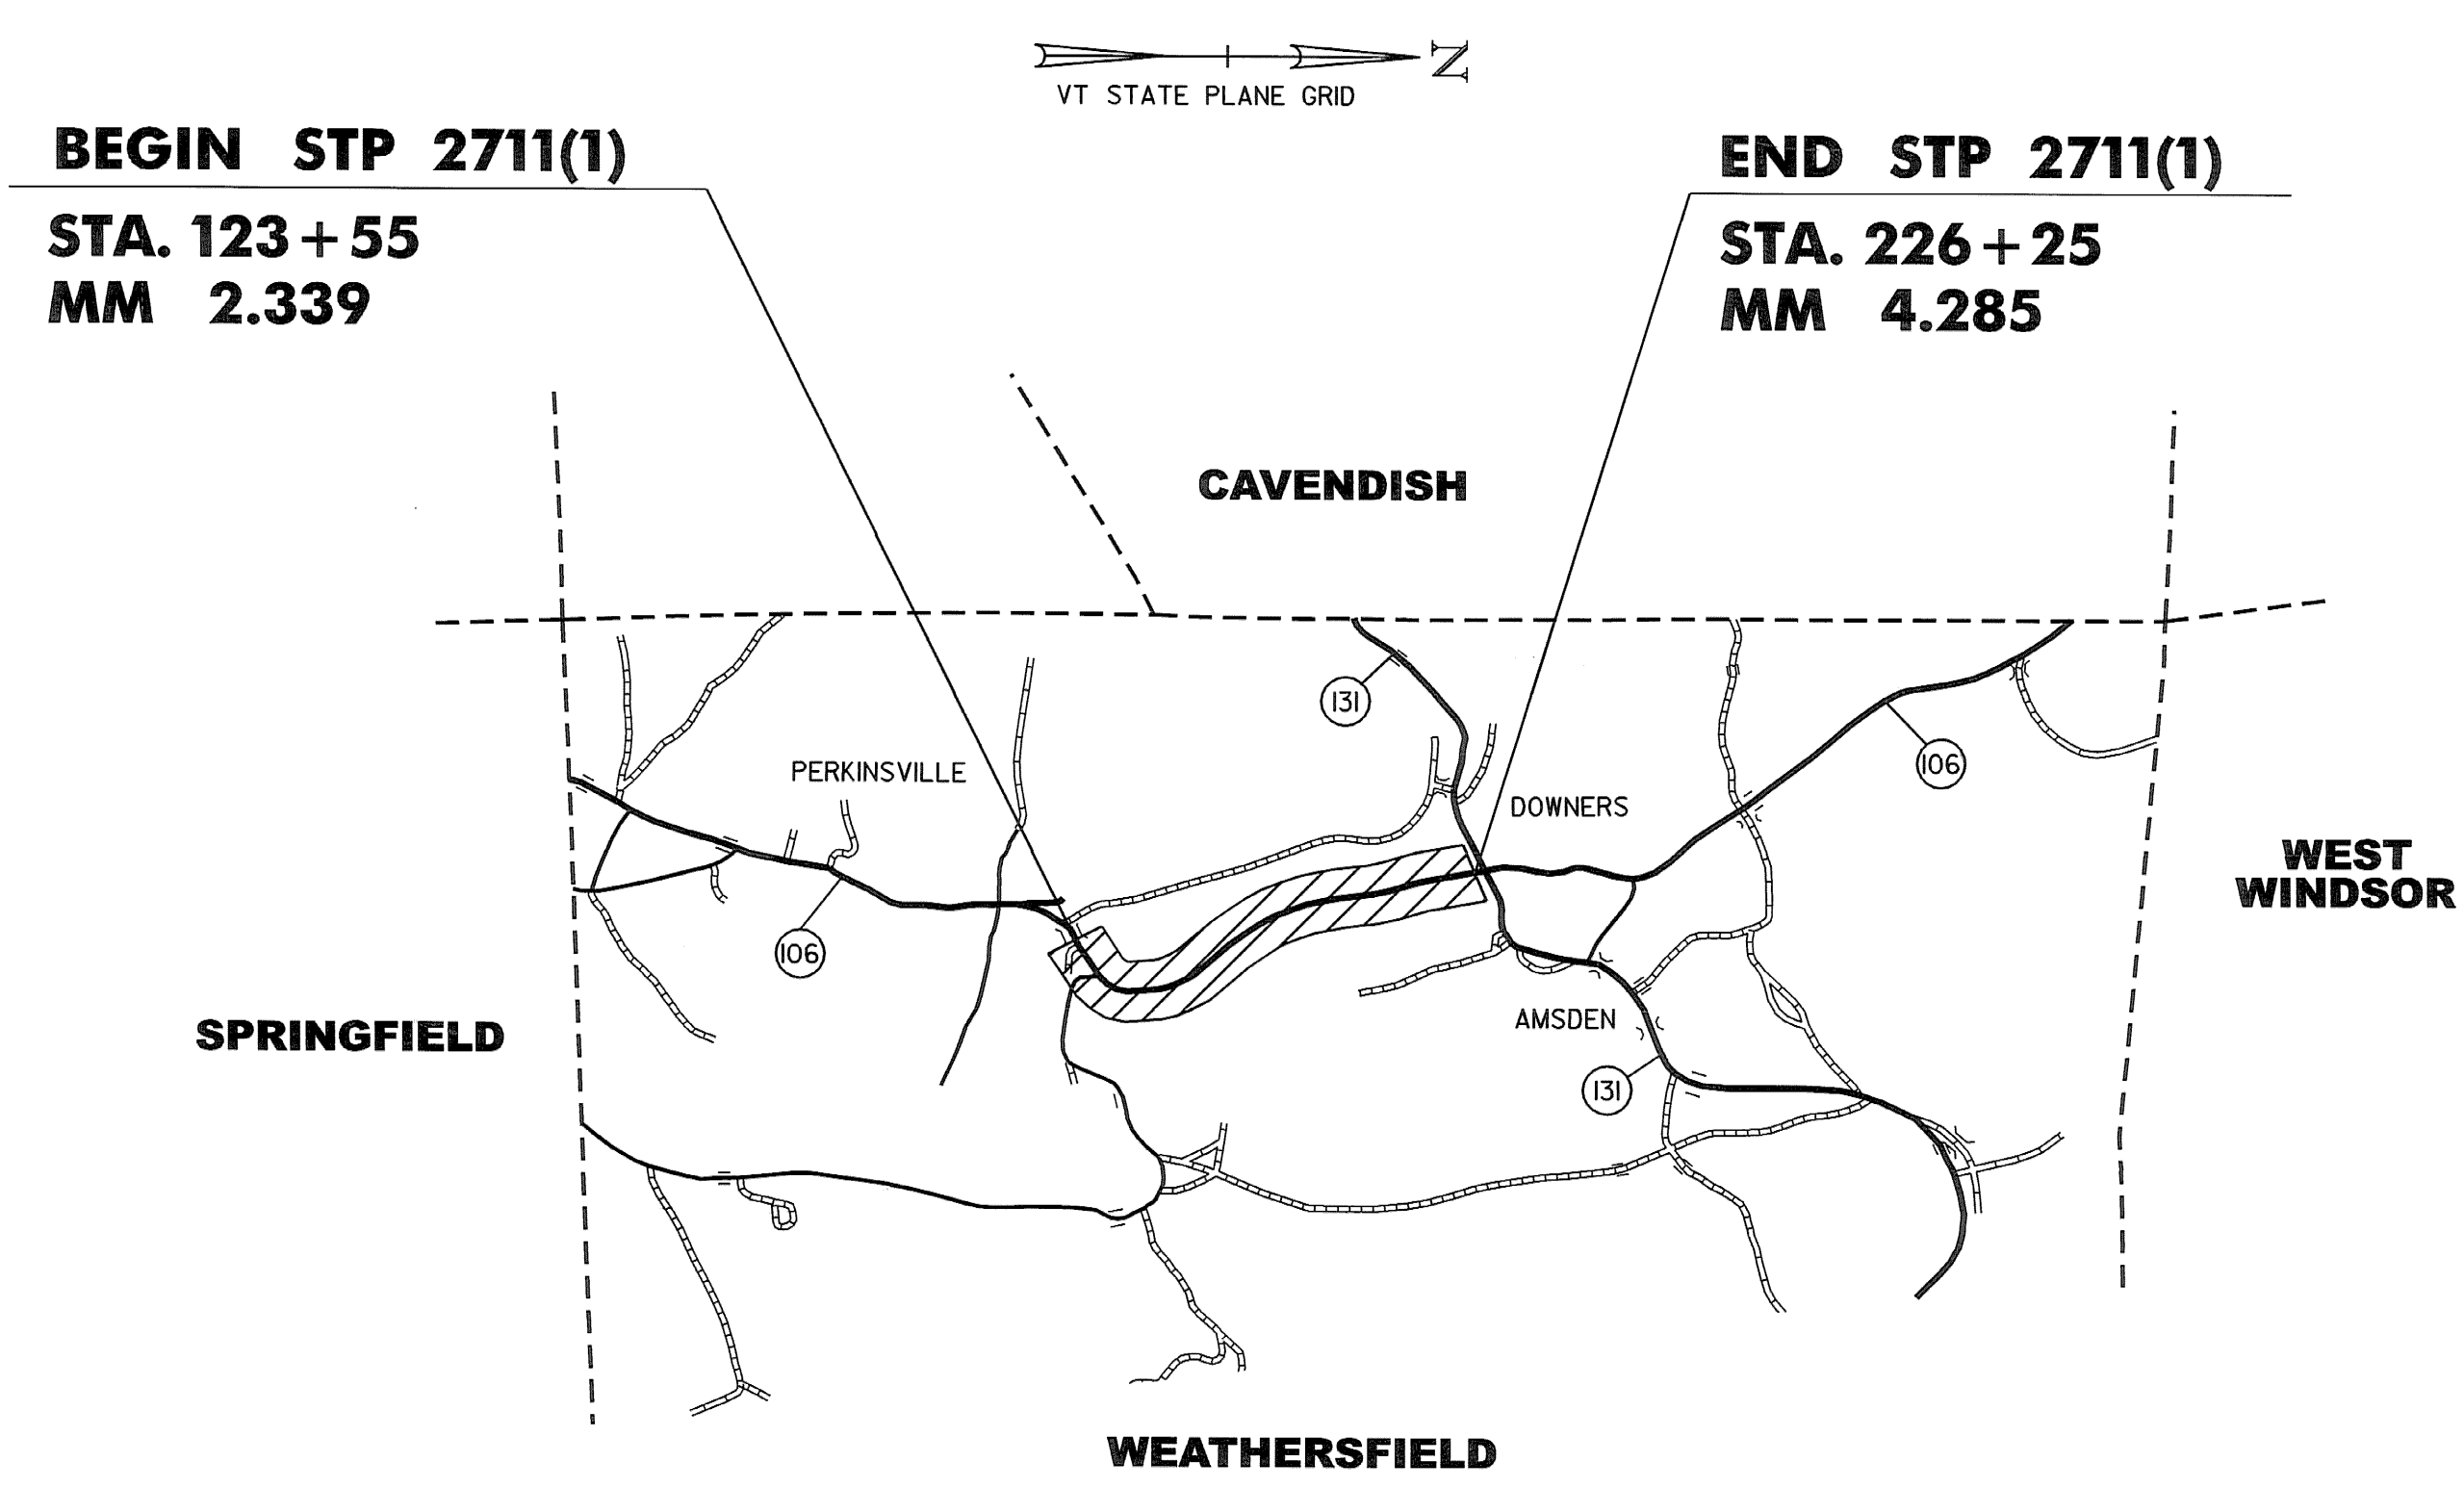 N
VT STATE PLANE GRID
BEGIN STP 2711(1)
STA. 123+55
MM 2.339
END STP 2711(1)
STA. 226+25
MM 4.285
CAVENDISH
131
PERKINSVILLE
106
DOWNERS
106
WEST
WINDSOR
SPRINGFIELD
AMSDEN
131
WEATHERSFIELD